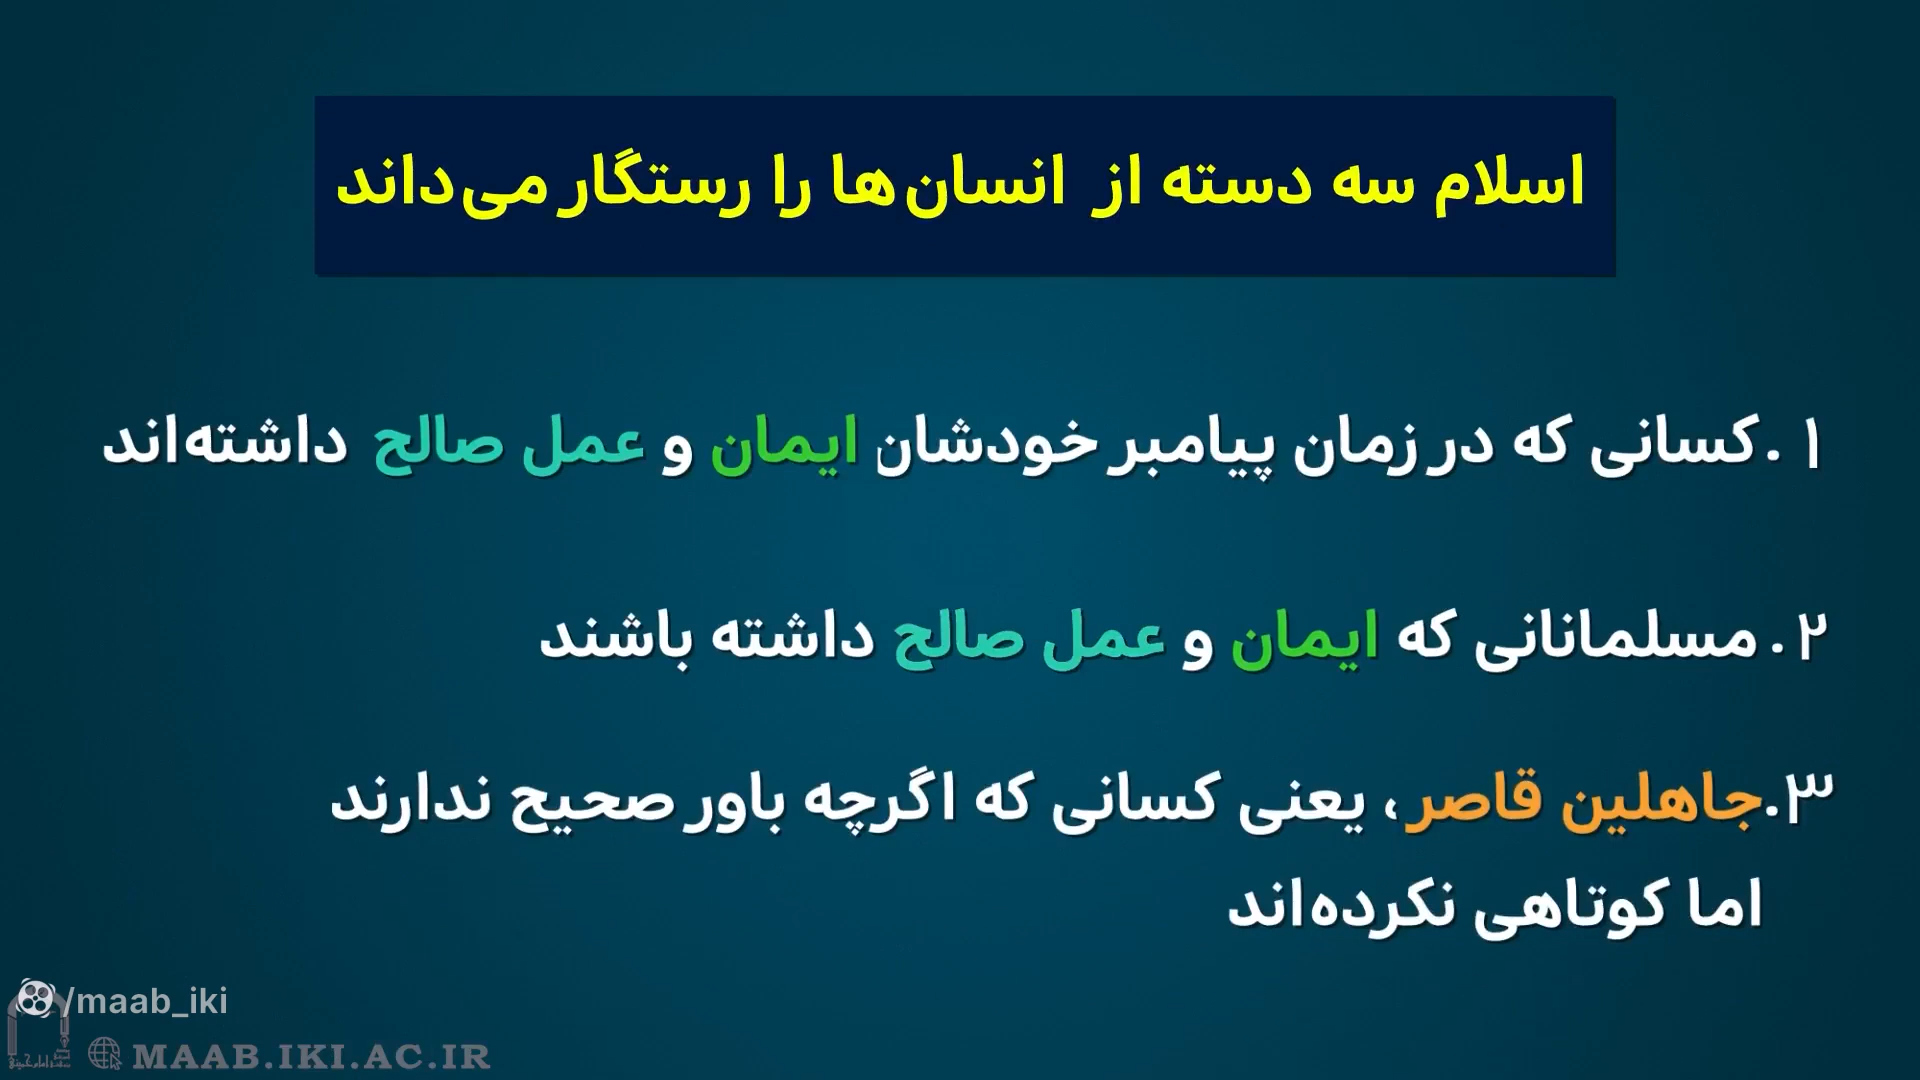 اسلام سه دسته از انسان‌ها را رستگار می‌داند
۱. کسانی که در زمان پیامبر خودشان ایمان و عمل صالح داشته‌اند
۲. مسلمانانی که ایمان و عمل صالح داشته باشند
۳. جاهلین قاصر، یعنی کسانی که اگرچه باور صحیح ندارند
اما کوتاهی نکرده‌اند
/maab_iki
MAAB.IKI.AC.IR